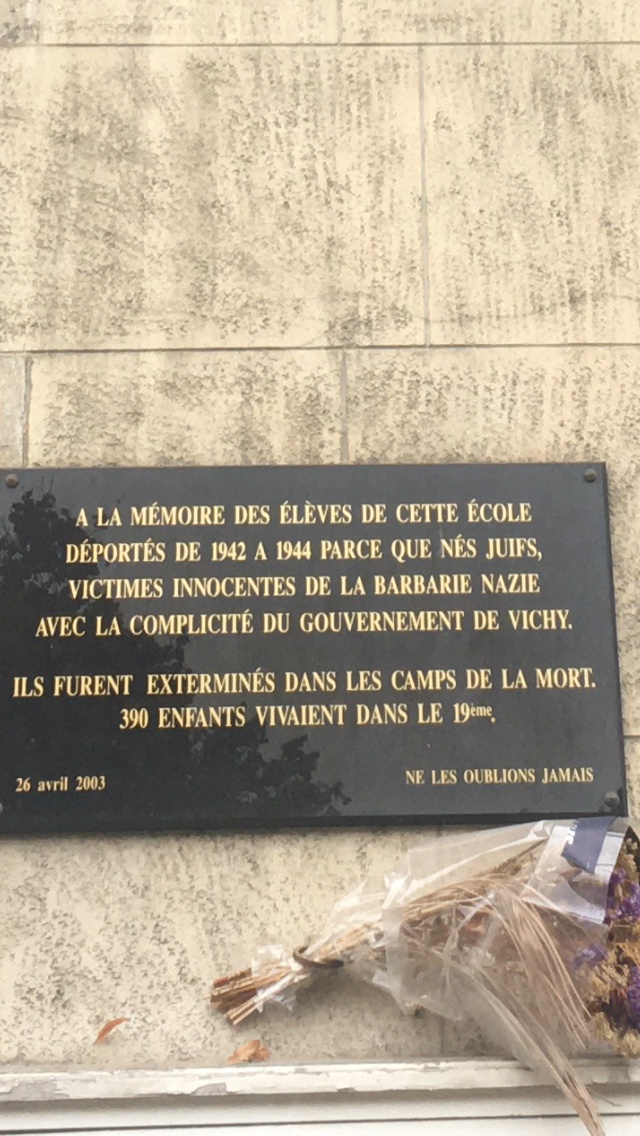 A LA MÉMOIRE DES ÉLÈVES DE CETTE ÉCOLE
DÉPORTÉS DE 1942 A 1944 PARCE QUE NÉS JUIFS,
VICTIMES INNOCENTES DE LA BARBARIE NAZIE
AVEC LA COMPLICITÉ DU GOUVERNEMENT DE VICHY.
ILS FURENT EXTERMINÉS DANS LES CAMPS DE LA MORT.
390 ENFANTS VIVAIENT DANS LE 19ème.
26 avril 2003
NE LES OUBLIONS JAMAIS